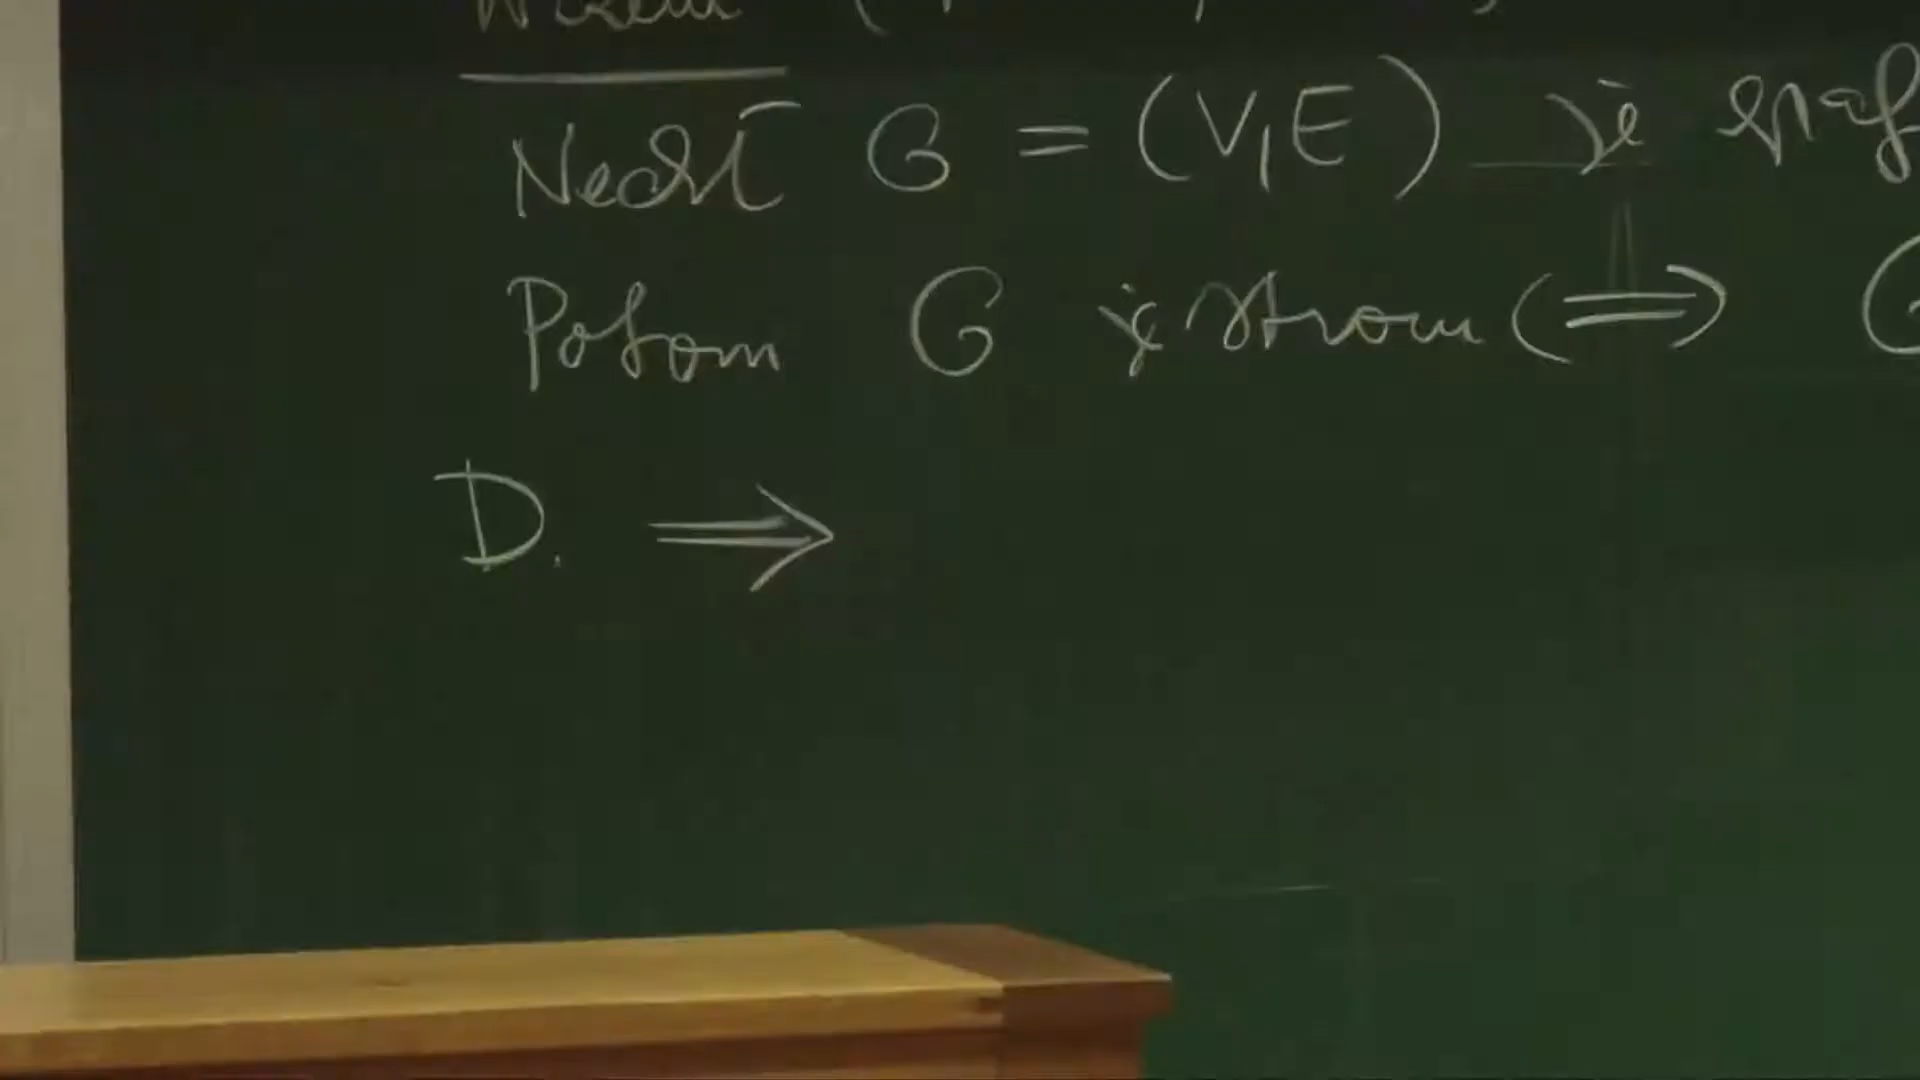 Nechť G = (V, E) je graf
Potom G je strom ⟺ G
D. ⟹